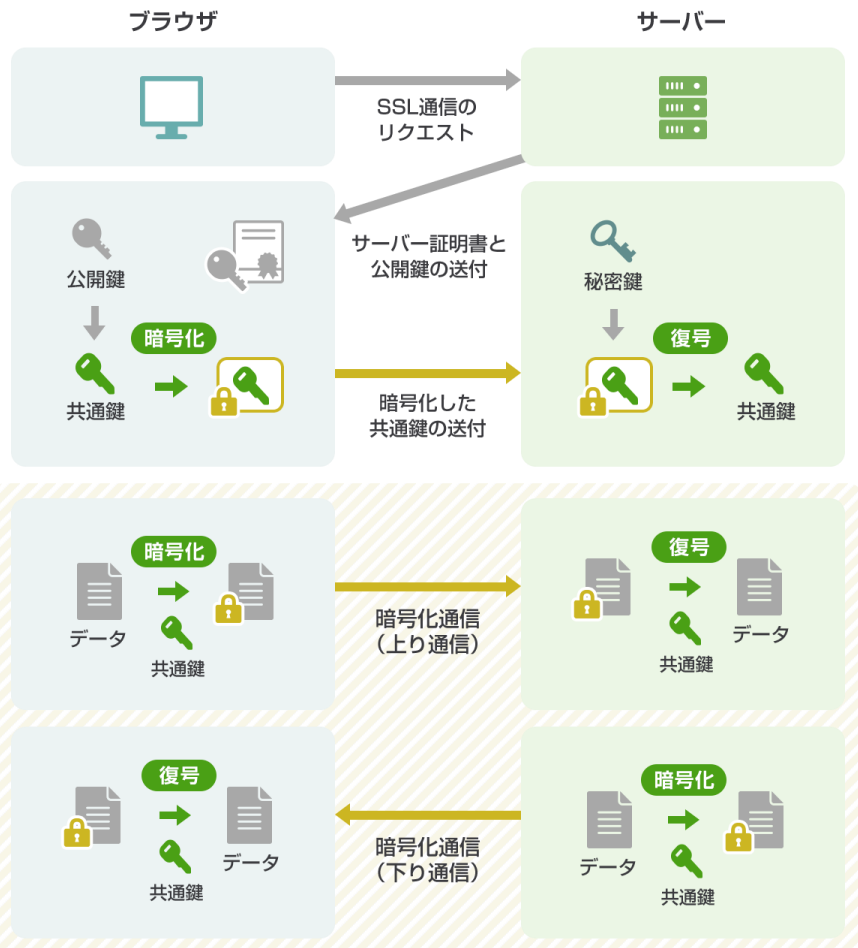 ブラウザ
サーバー
SSL通信の
リクエスト
サーバー証明書と
公開鍵の送付
公開鍵
秘密鍵
暗号化
復号
共通鍵
共通鍵
暗号化した
共通鍵の送付
暗号化
復号
データ
共通鍵
暗号化通信
（上り通信）
共通鍵
データ
復号
暗号化
共通鍵
データ
暗号化通信
（下り通信）
データ
共通鍵